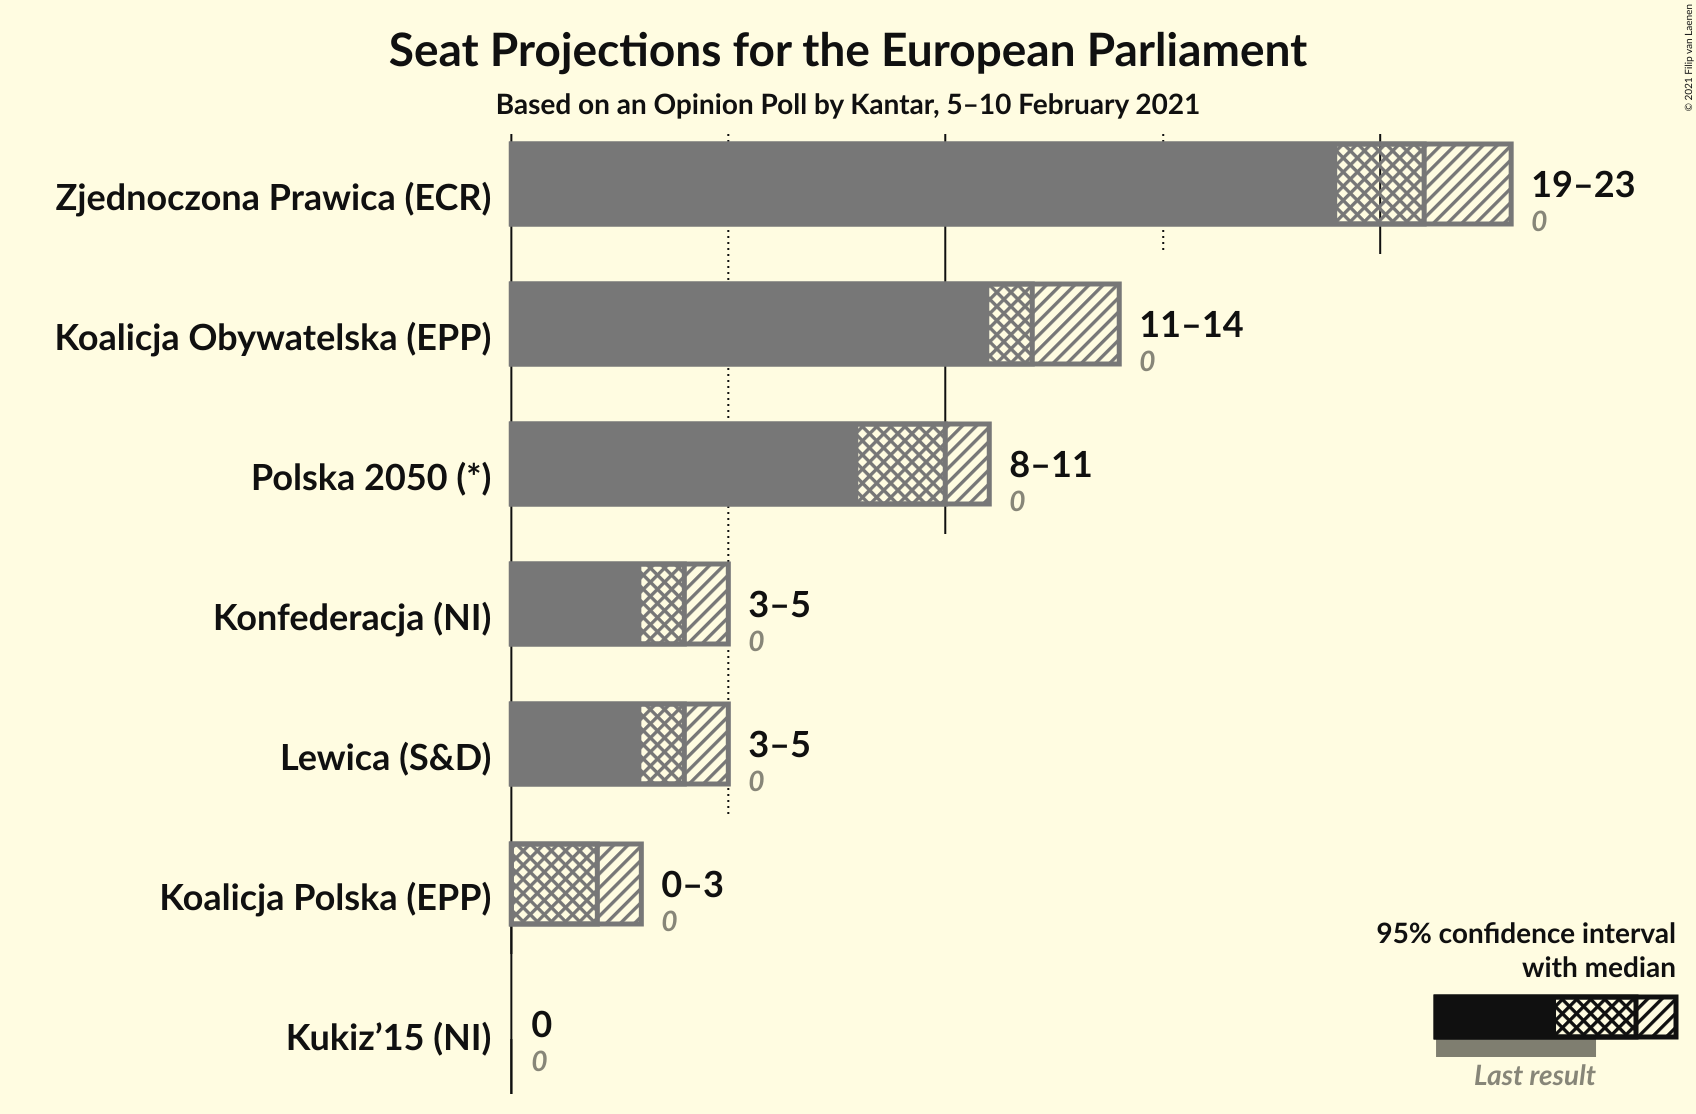 Seat Projections for the European Parliament
Based on an Opinion Poll by Kantar, 5–10 February 2021
© 2021 Filip van Laenen
Zjednoczona Prawica (ECR)
19–23
0
Koalicja Obywatelska (EPP)
11–14
0
Polska 2050 (*)
8–11
0
Konfederacja (NI)
3–5
0
Lewica (S&D)
3–5
0
Koalicja Polska (EPP)
0–3
0
Kukiz’15 (NI)
0
0
95% confidence interval
with median
Last result